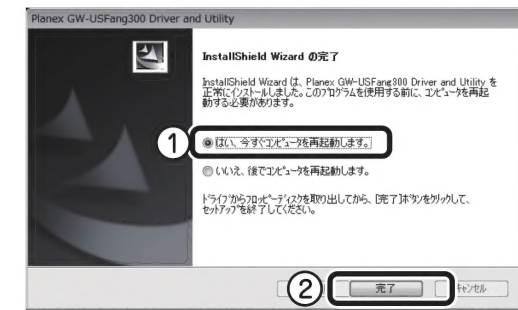 Planex GW-USFang300 Driver and Utility
InstallShield Wizard の完了
InstallShield Wizard は、Planex GW-USFang300 Driver and Utility を
正常にインストールしました。このプログラムを使用する前に、コンピュータを再起
動する必要があります。
① はい、今すぐコンピュータを再起動します。
いいえ、後でコンピュータを再起動します。
ドライブからフロッピーディスクを取り出してから、[完了]ボタンをクリックして、
セットアップを終了してください。
② 完了
キャンセル